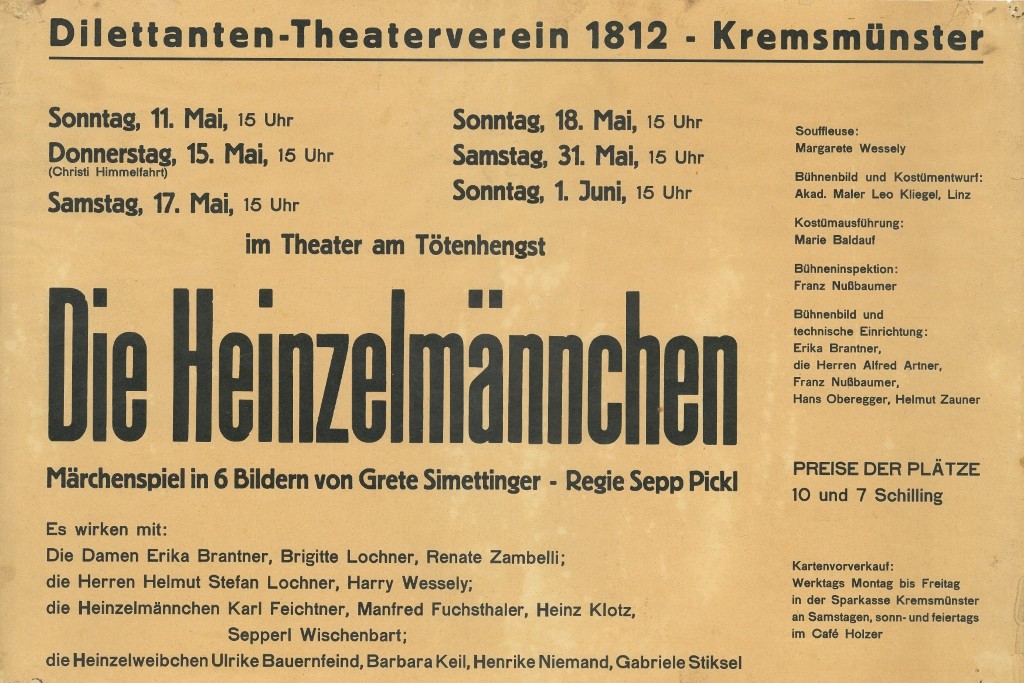 Dilettanten-Theaterverein 1812 - Kremsmünster
Sonntag, 11. Mai, 15 Uhr
Donnerstag, 15. Mai, 15 Uhr
(Christi Himmelfahrt)
Samstag, 17. Mai, 15 Uhr
Sonntag, 18. Mai, 15 Uhr
Samstag, 31. Mai, 15 Uhr
Sonntag, 1. Juni, 15 Uhr
im Theater am Tötenhengst
Die Heinzelmännchen
Märchenspiel in 6 Bildern von Grete Simettinger - Regie Sepp Pickl
Es wirken mit:
Die Damen Erika Brantner, Brigitte Lochner, Renate Zambelli;
die Herren Helmut Stefan Lochner, Harry Wessely;
die Heinzelmännchen Karl Feichtner, Manfred Fuchsthaler, Heinz Klotz,
Sepperl Wischenbart;
die Heinzelweibchen Ulrike Bauernfeind, Barbara Keil, Henrike Niemand, Gabriele Stiksel
Souffleuse:
Margarete Wessely
Bühnenbild und Kostümentwurf:
Akad. Maler Leo Kliegel, Linz
Kostümausführung:
Marie Baldauf
Bühneninspektion:
Franz Nußbaumer
Bühnenbild und
technische Einrichtung:
Erika Brantner,
die Herren Alfred Artner,
Franz Nußbaumer,
Hans Oberegger, Helmut Zauner
PREISE DER PLÄTZE
10 und 7 Schilling
Kartenvorverkauf:
Werktags Montag bis Freitag
in der Sparkasse Kremsmünster
an Samstagen, sonn- und feiertags
im Café Holzer